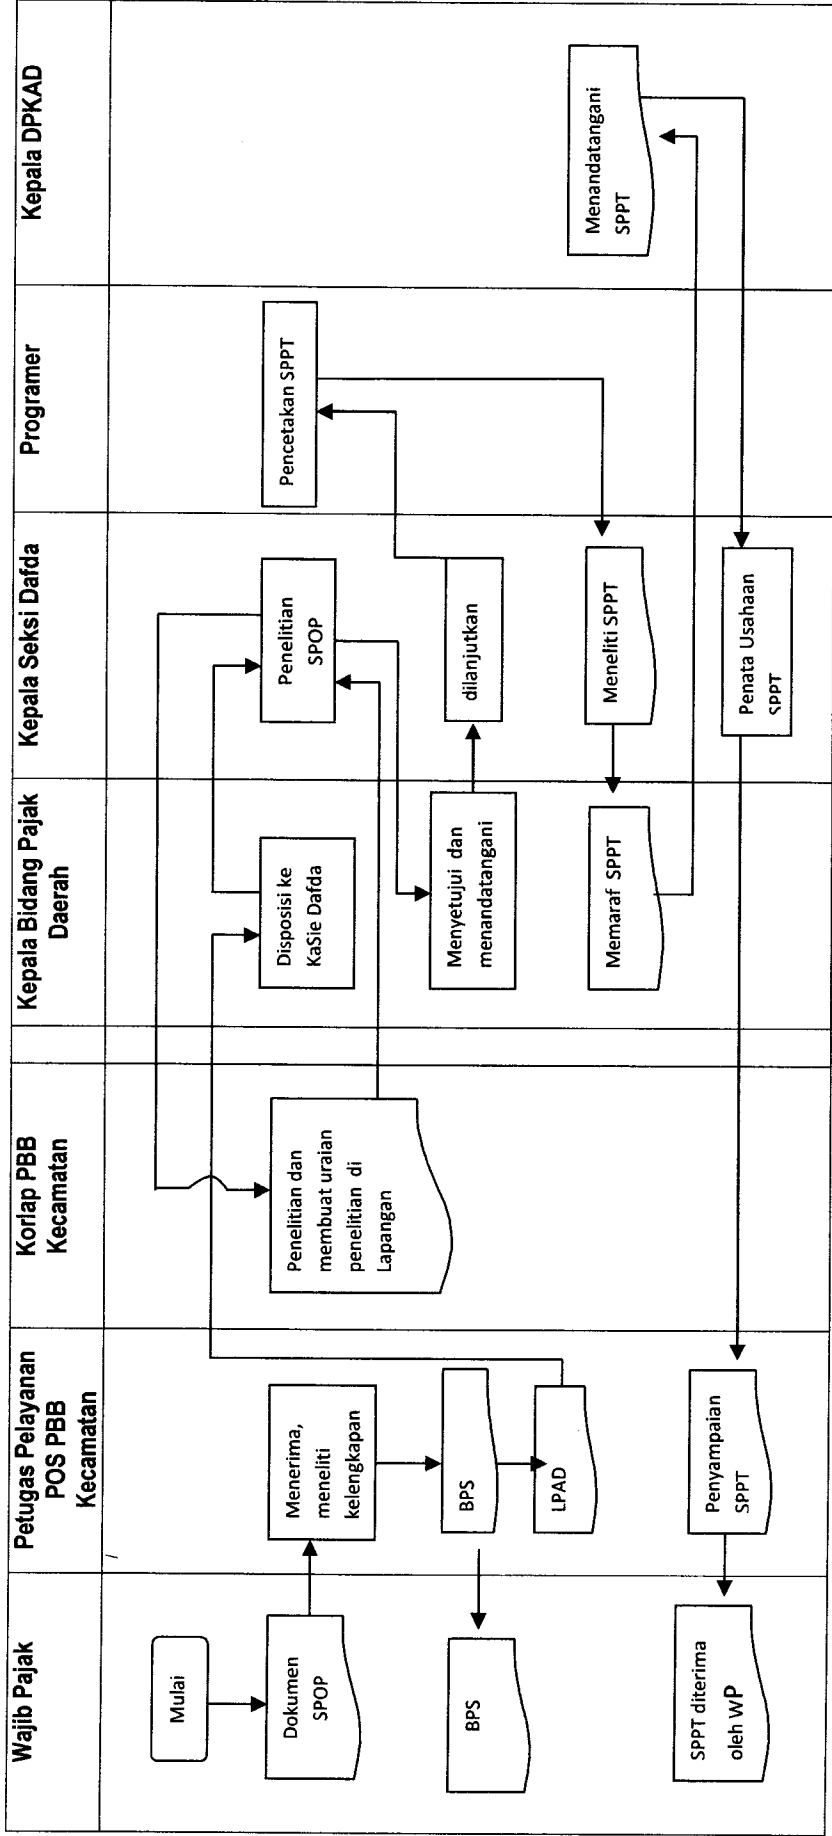 Wajib Pajak
Petugas Pelayanan
POS PBB
Kecamatan
Korlap PBB
Kecamatan
Kepala Bidang Pajak
Daerah
Kepala Seksi Dafda
Programer
Kepala DPKAD
Mulai
Dokumen
SPOP
Menerima,
meneliti
kelengkapan
Penelitian dan
membuat uraian
penelitian di
Lapangan
Disposisi ke
KaSie Dafda
Penelitian
SPOP
Pencetakan SPPT
BPS
BPS
LPAD
Menyetujui dan
menandatangani
dilanjutkan
Memaraf SPPT
Meneliti SPPT
Menandatangani
SPPT
SPPT diterima
oleh WP
Penyampaian
SPPT
Penata Usahaan
SPPT